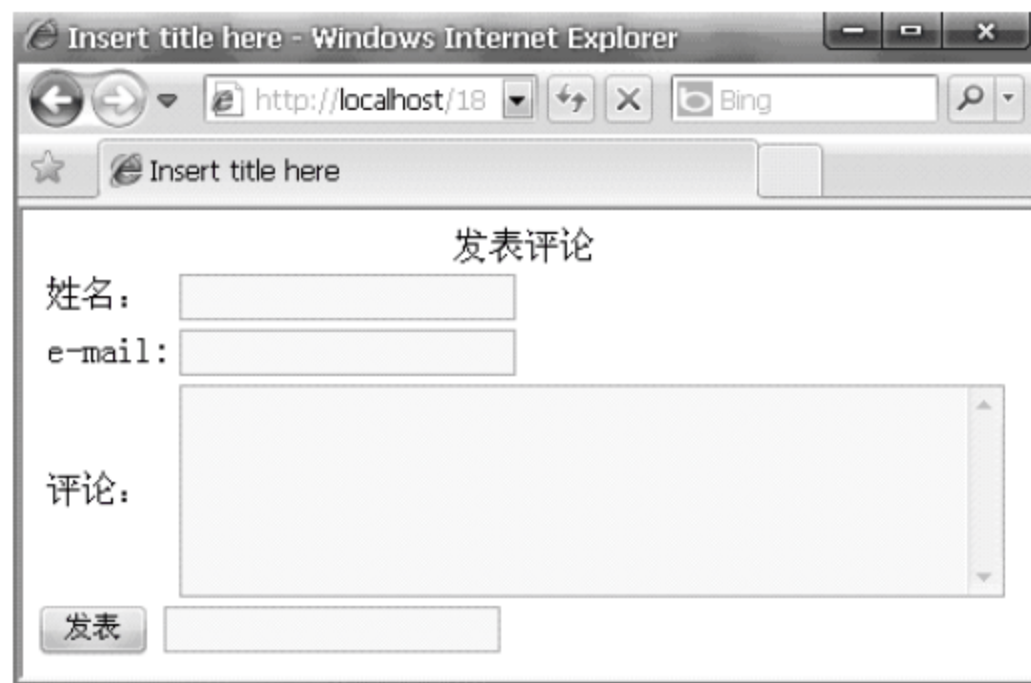 Insert title here - Windows Internet Explorer
http://localhost/18
Bing
Insert title here
发表评论
姓名：
e-mail:
评论：
发表